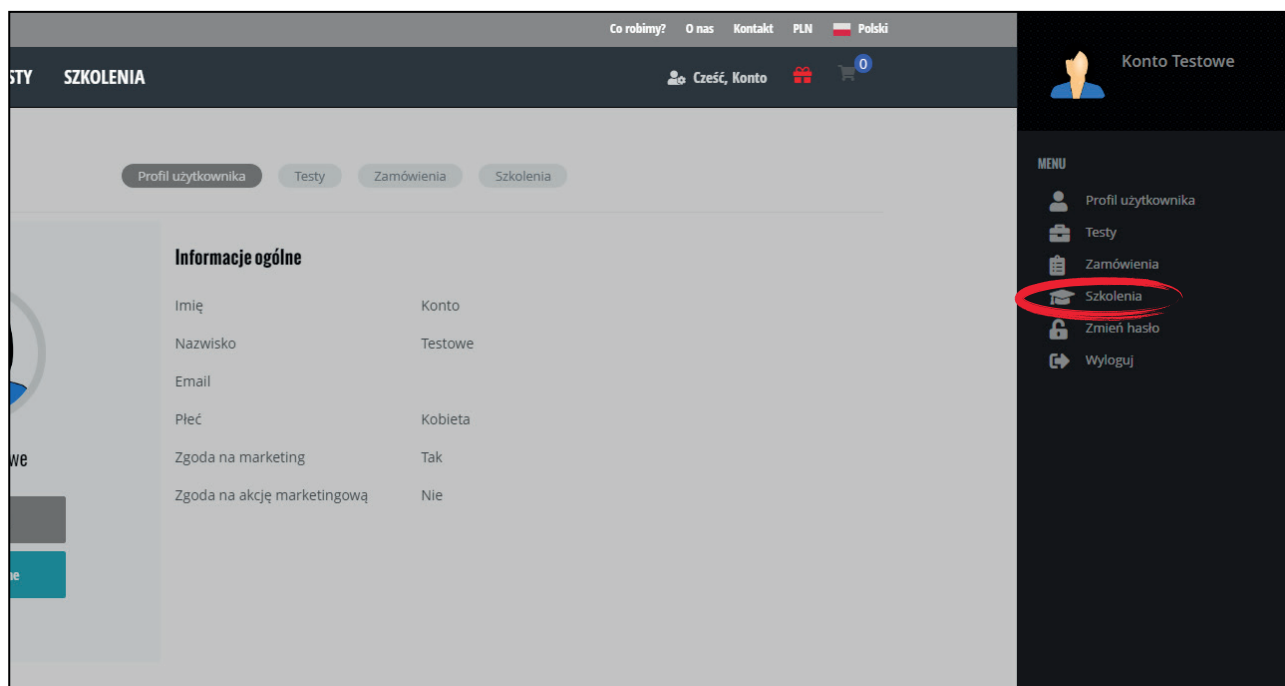 Co robimy? O nas Kontakt PLN Polski
STY SZKOLENIA Cześć, Konto 0
Profil użytkownika Testy Zamówienia Szkolenia
Informacje ogólne
Imię Konto
Nazwisko Testowe
Email
Płeć Kobieta
we
Zgoda na marketing Tak
Zgoda na akcję marketingową Nie
ne
Konto Testowe
MENU
Profil użytkownika
Testy
Zamówienia
Szkolenia
Zmień hasło
Wyloguj